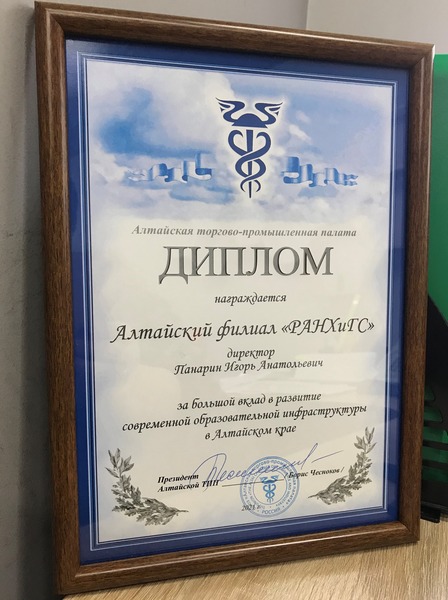 Алтайская торгово-промышленная палата
ДИПЛОМ
награждается
Алтайский филиал «РАНХиГС»
директор
Панарин Игорь Анатольевич
за большой вклад в развитие
современной образовательной инфраструктуры
в Алтайском крае
Президент
Алтайской ТПП
/ Борис Чесноков /